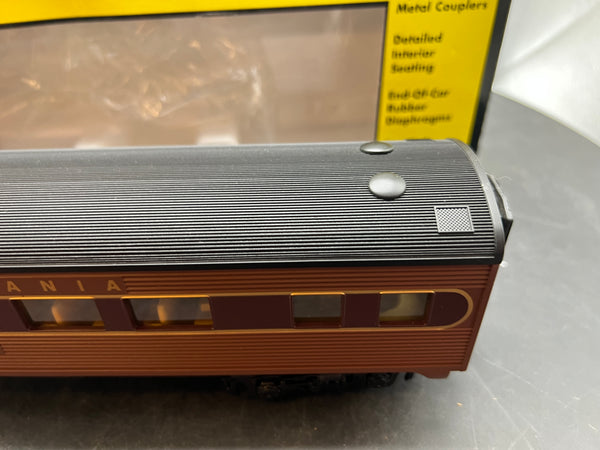 Metal Couplers
Detailed
Interior
Seating
End-Of-Car
Rubber
Diaphragms
ANIA